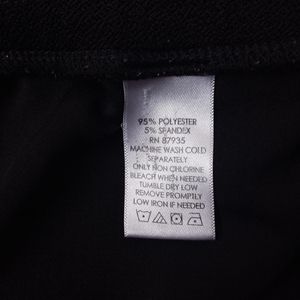 95% POLYESTER
5% SPANDEX
RN 87935
MACHINE WASH COLD
SEPARATELY
ONLY NON CHLORINE
BLEACH WHEN NEEDED
TUMBLE DRY LOW
REMOVE PROMPTLY
LOW IRON IF NEEDED